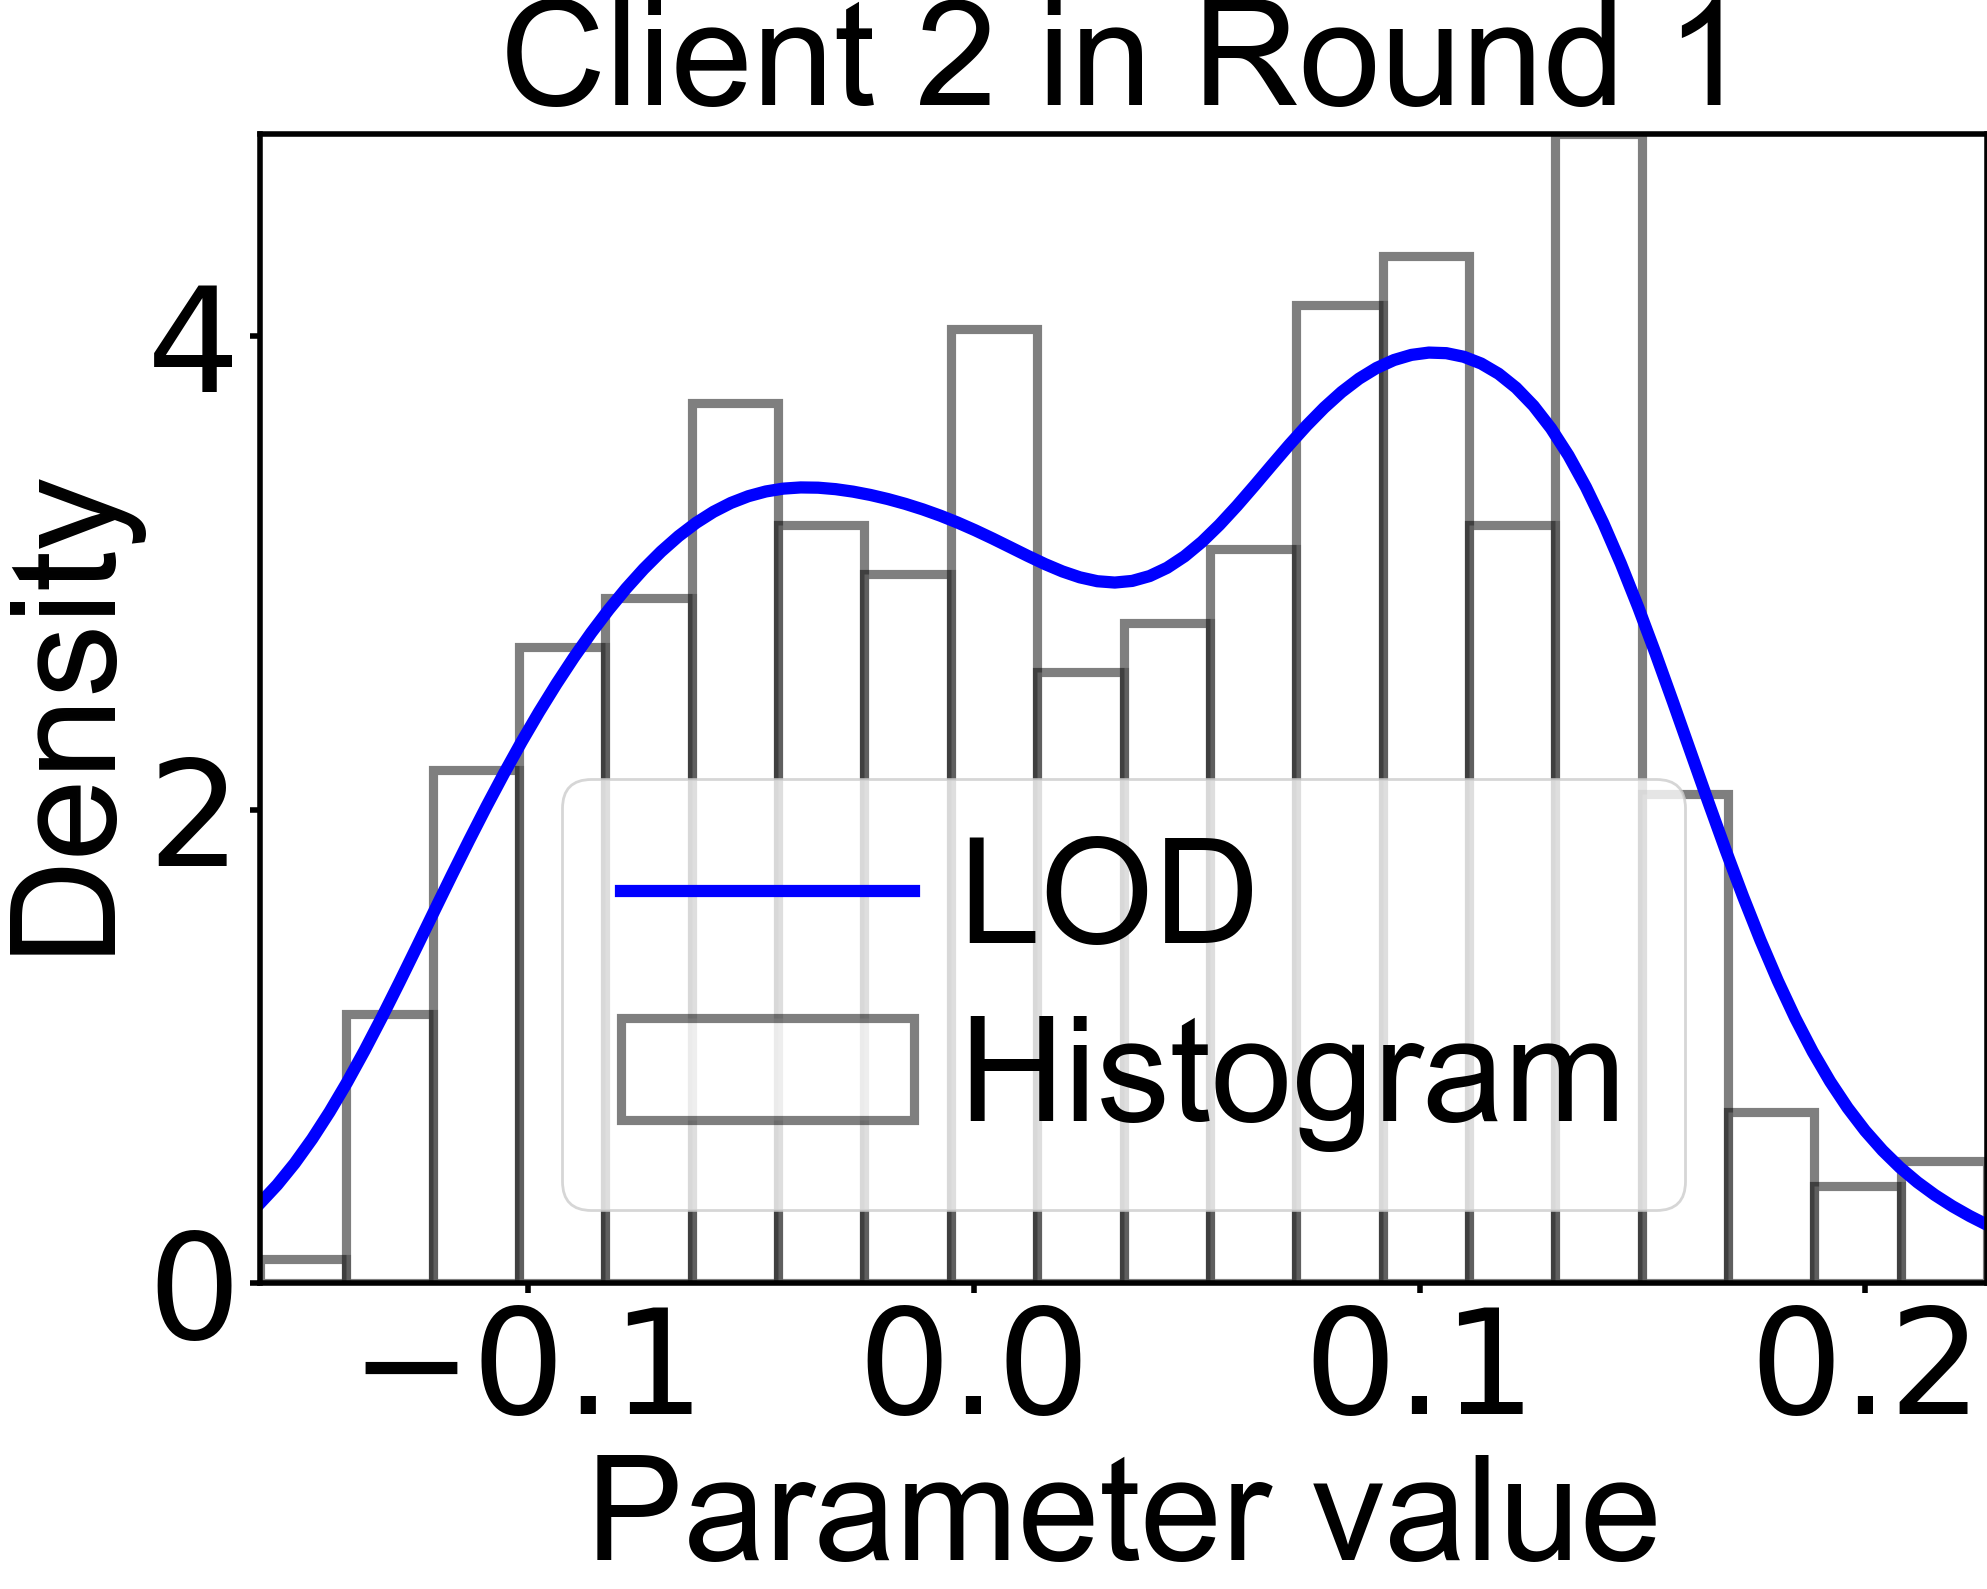 Client 2 in Round 1
Density
4
2
0
LOD
Histogram
−0.1 0.0 0.1 0.2
Parameter value